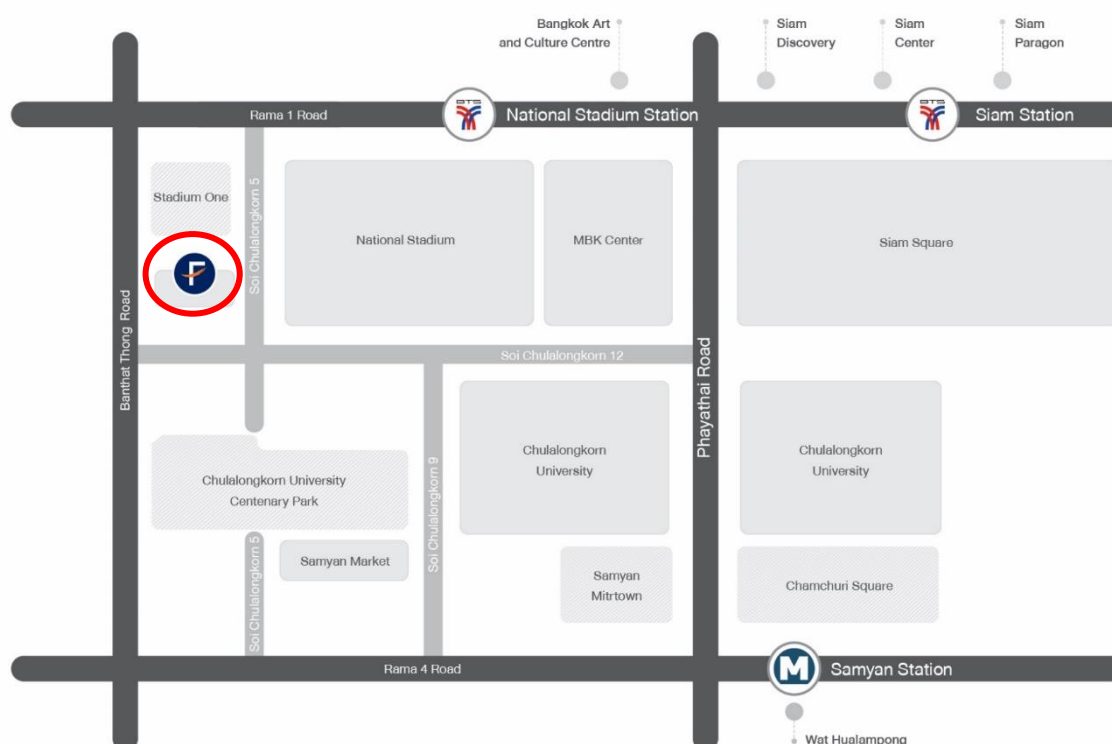 Bangkok Art
and Culture Centre
Siam
Discovery
Siam
Center
Siam
Paragon
Rama 1 Road
BTS
National Stadium Station
BTS
Siam Station
Stadium One
Soi Chulalongkorn 5
National Stadium
MBK Center
Siam Square
F
Banthat Thong Road
Soi Chulalongkorn 12
Phayathai Road
Chulalongkorn
University
Chulalongkorn
University
Chulalongkorn University
Centenary Park
Soi Chulalongkorn 9
Soi Chulalongkorn 5
Samyan Market
Samyan
Mitrtown
Chamchuri Square
Rama 4 Road
M
Samyan Station
Wat Hualampong